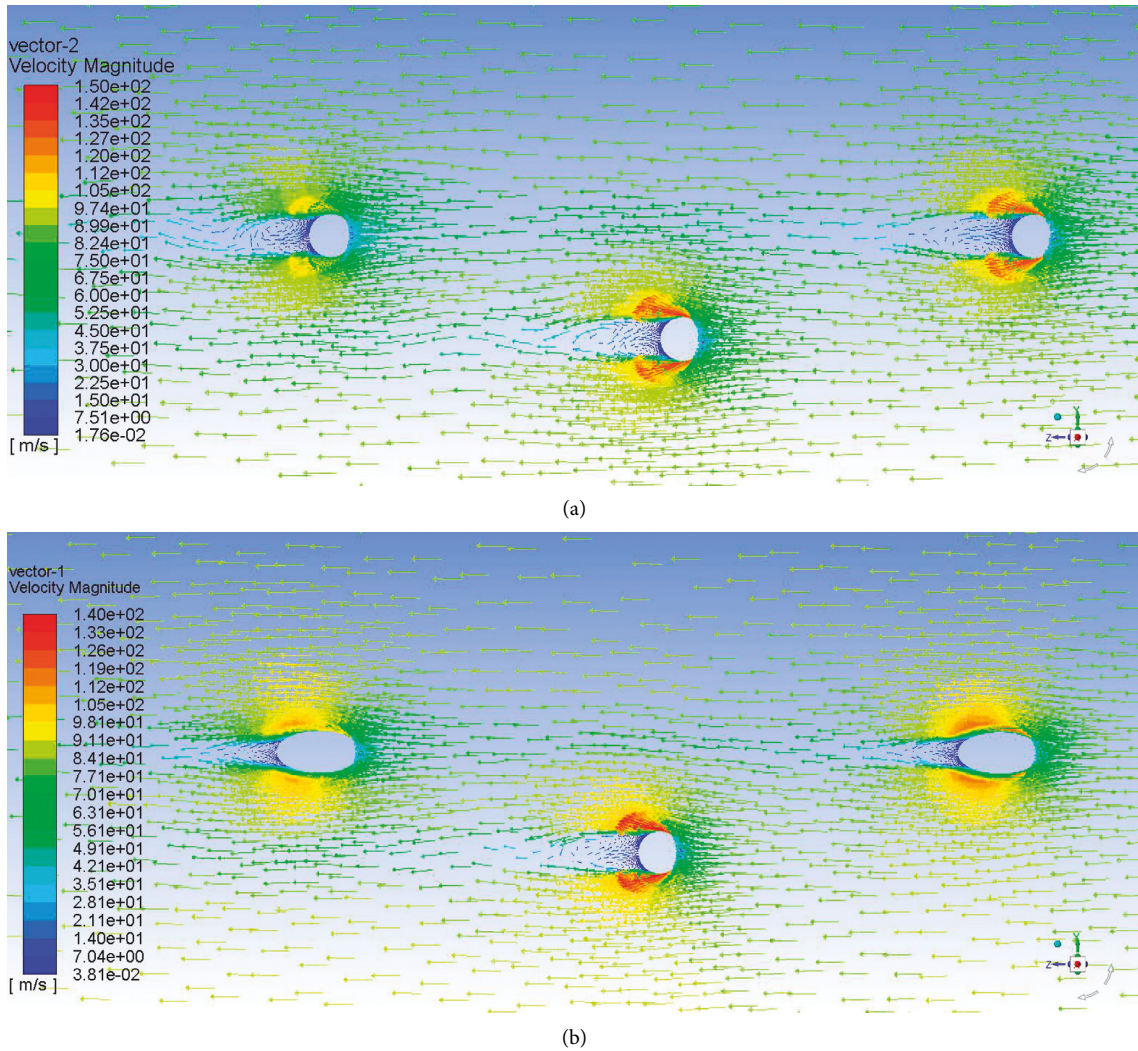 vector-2
Velocity Magnitude
1.50e+02
1.42e+02
1.35e+02
1.27e+02
1.20e+02
1.12e+02
1.05e+02
9.74e+01
8.99e+01
8.24e+01
7.50e+01
6.75e+01
6.00e+01
5.25e+01
4.50e+01
3.75e+01
3.00e+01
2.25e+01
1.50e+01
7.51e+00
1.76e-02
[ m/s ]
Y
Z
(a)
vector-1
Velocity Magnitude
1.40e+02
1.33e+02
1.26e+02
1.19e+02
1.12e+02
1.05e+02
9.81e+01
9.11e+01
8.41e+01
7.71e+01
7.01e+01
6.31e+01
5.61e+01
4.91e+01
4.21e+01
3.51e+01
2.81e+01
2.11e+01
1.40e+01
7.04e+00
3.81e-02
[ m/s ]
Y
Z
(b)